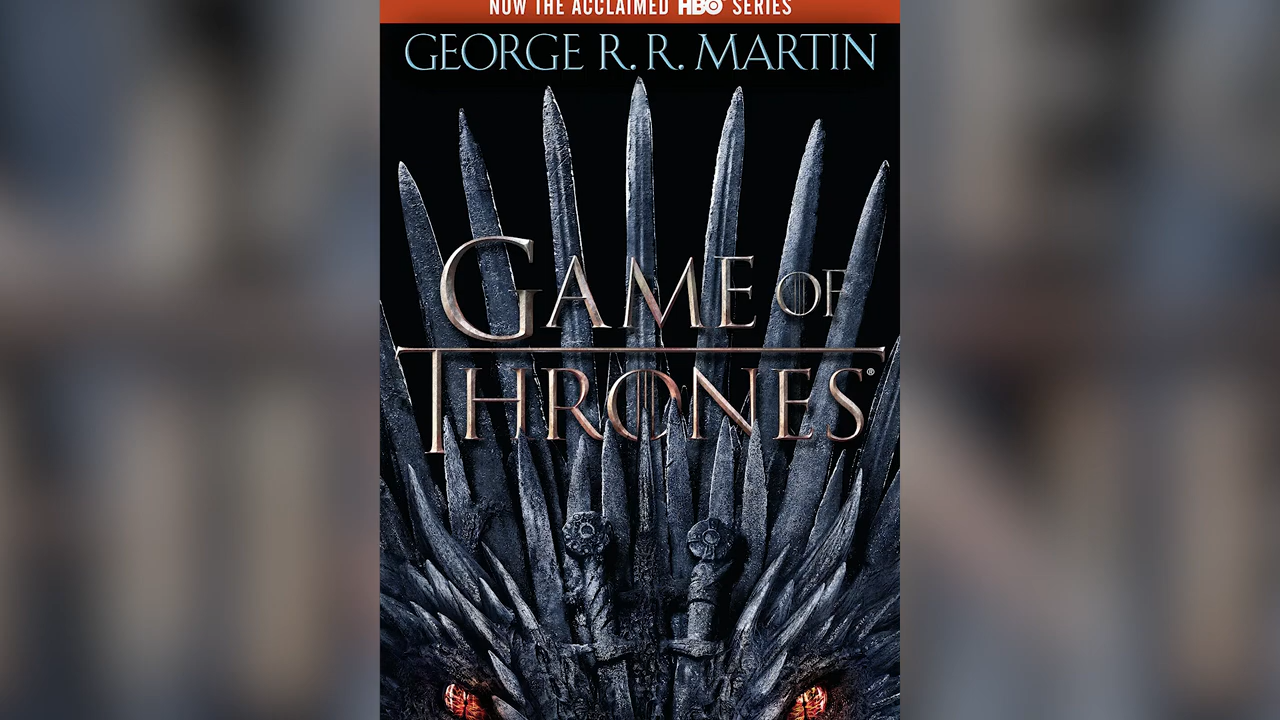 NOW THE ACCLAIMED HBO SERIES
GEORGE R. R. MARTIN
GAME OF
THRONES®